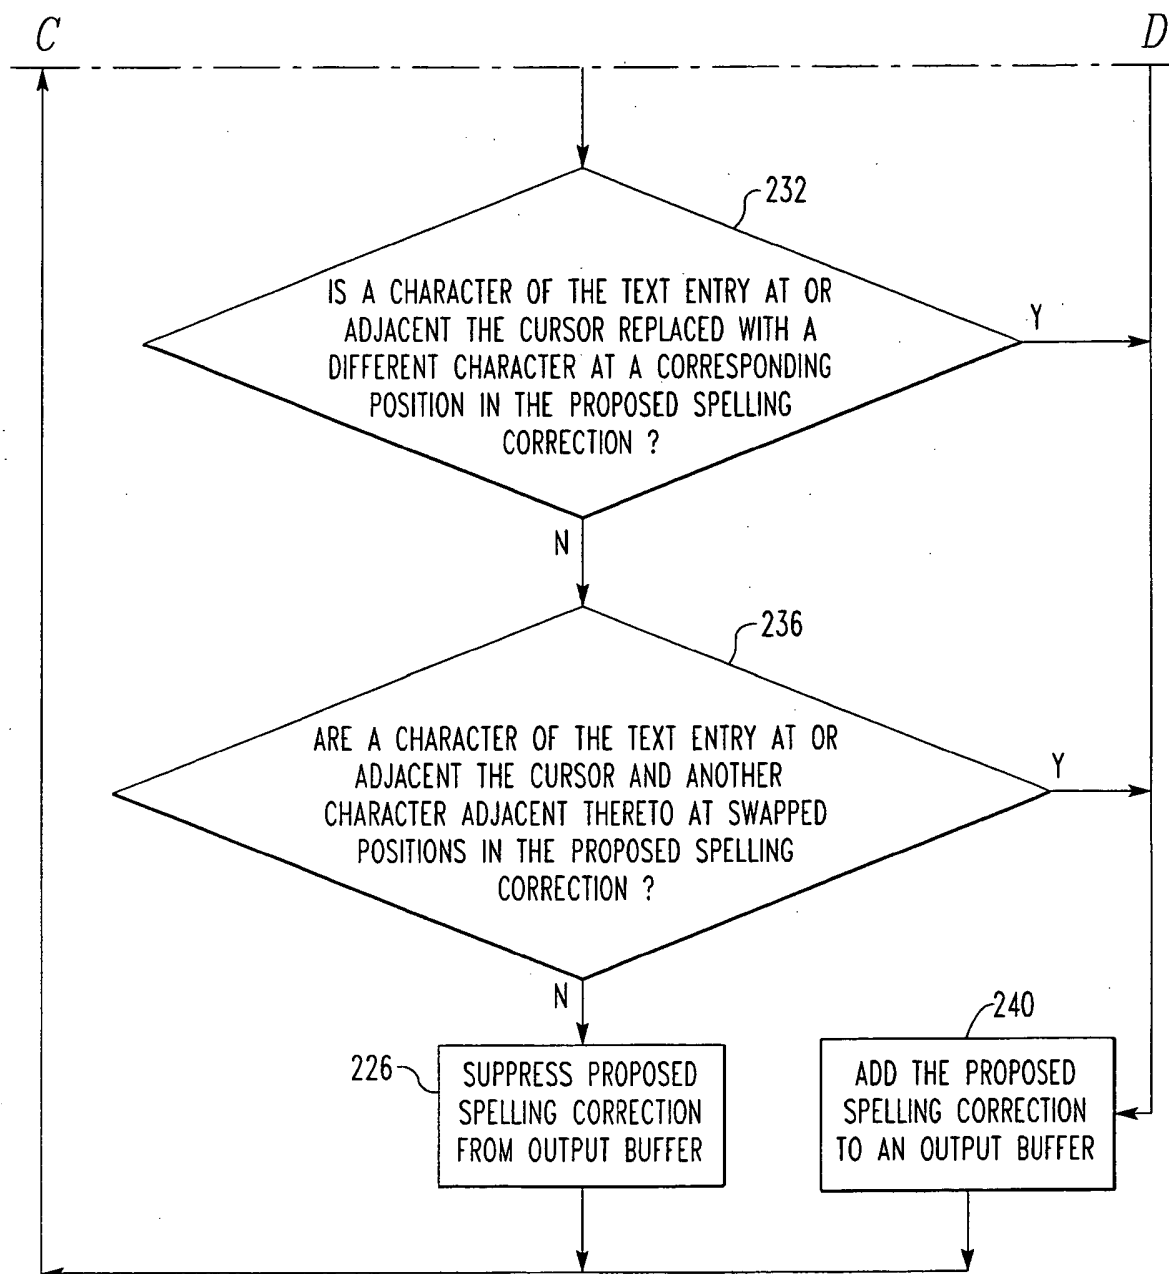 C
D
232
IS A CHARACTER OF THE TEXT ENTRY AT OR
ADJACENT THE CURSOR REPLACED WITH A
DIFFERENT CHARACTER AT A CORRESPONDING
POSITION IN THE PROPOSED SPELLING
CORRECTION ?
Y
N
236
ARE A CHARACTER OF THE TEXT ENTRY AT OR
ADJACENT THE CURSOR AND ANOTHER
CHARACTER ADJACENT THERETO AT SWAPPED
POSITIONS IN THE PROPOSED SPELLING
CORRECTION ?
Y
N
226
SUPPRESS PROPOSED
SPELLING CORRECTION
FROM OUTPUT BUFFER
240
ADD THE PROPOSED
SPELLING CORRECTION
TO AN OUTPUT BUFFER